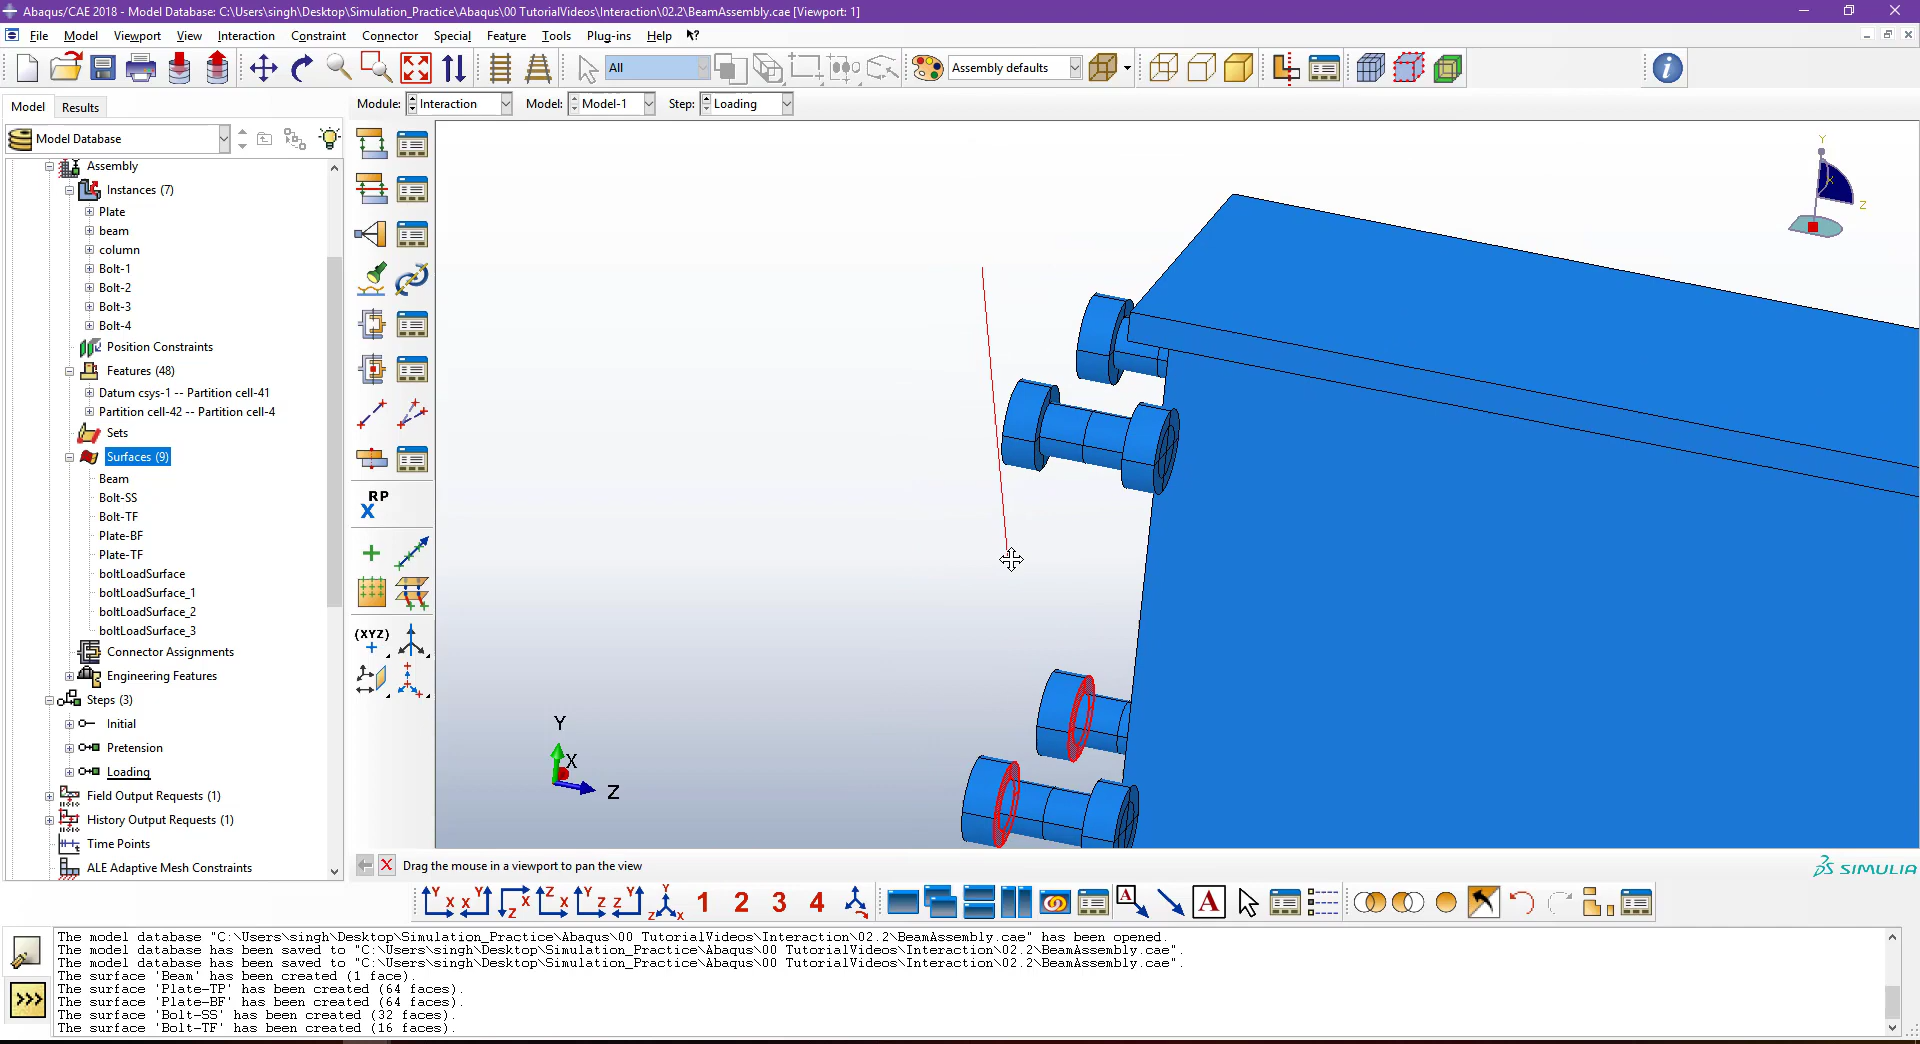 Abaqus/CAE 2018 - Model Database: C:\Users\singh\Desktop\Simulation_Practice\Abaqus\00 TutorialVideos\Interaction\02.2\BeamAssembly.cae [Viewport: 1]
File Model Viewport View Interaction Constraint Connector Special Feature Tools Plug-ins Help
All
Assembly defaults
Model Results
Module: Interaction Model: Model-1 Step: Loading
Model Database
Assembly
Instances (7)
Plate
beam
column
Bolt-1
Bolt-2
Bolt-3
Bolt-4
Position Constraints
Features (48)
Datum csys-1 -- Partition cell-41
Partition cell-42 -- Partition cell-4
Sets
Surfaces (9)
Beam
Bolt-SS
Bolt-TF
Plate-BF
Plate-TF
boltLoadSurface
boltLoadSurface_1
boltLoadSurface_2
boltLoadSurface_3
Connector Assignments
Engineering Features
Steps (3)
Initial
Pretension
Loading
Field Output Requests (1)
History Output Requests (1)
Time Points
ALE Adaptive Mesh Constraints
RP
X
(XYZ)
Y
X
Z
Y
X
Z
Drag the mouse in a viewport to pan the view
SIMULIA
1 2 3 4
The model database "C:\Users\singh\Desktop\Simulation_Practice\Abaqus\00 TutorialVideos\Interaction\02.2\BeamAssembly.cae" has been opened.
The model database has been saved to "C:\Users\singh\Desktop\Simulation_Practice\Abaqus\00 TutorialVideos\Interaction\02.2\BeamAssembly.cae".
The model database has been saved to "C:\Users\singh\Desktop\Simulation_Practice\Abaqus\00 TutorialVideos\Interaction\02.2\BeamAssembly.cae".
The surface 'Beam' has been created (1 face).
The surface 'Plate-TP' has been created (64 faces).
The surface 'Plate-BF' has been created (64 faces).
The surface 'Bolt-SS' has been created (32 faces).
The surface 'Bolt-TF' has been created (16 faces).